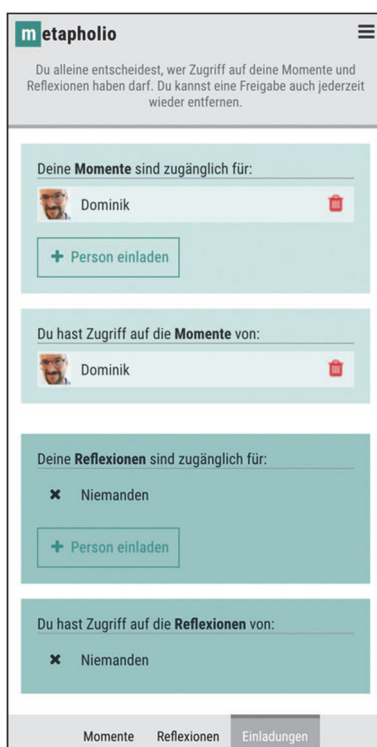 metapholio
Du alleine entscheidest, wer Zugriff auf deine Momente und
Reflexionen haben darf. Du kannst eine Freigabe auch jederzeit
wieder entfernen.
Deine Momente sind zugänglich für:
Dominik
+ Person einladen
Du hast Zugriff auf die Momente von:
Dominik
Deine Reflexionen sind zugänglich für:
Niemanden
+ Person einladen
Du hast Zugriff auf die Reflexionen von:
Niemanden
Momente Reflexionen Einladungen